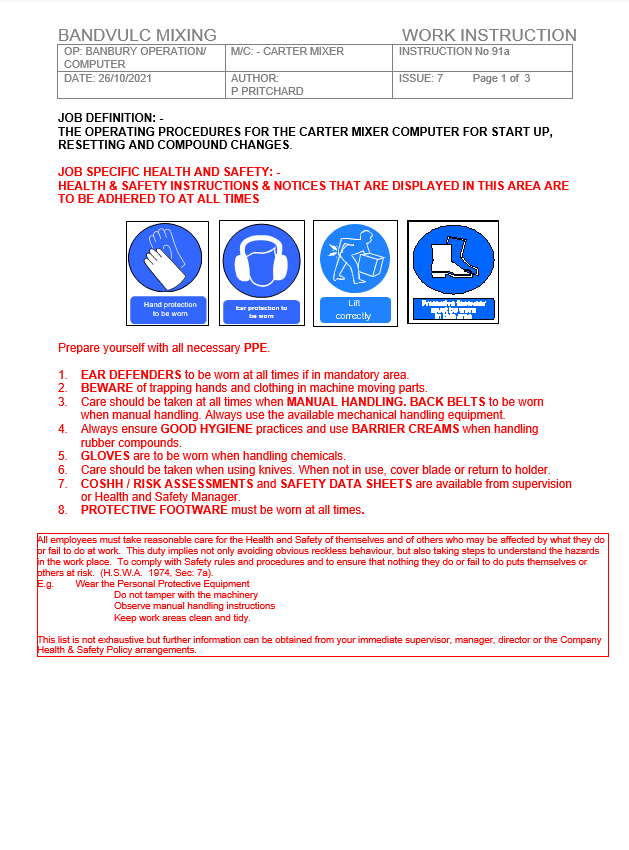 BANDVULC MIXING WORK INSTRUCTION
OP: BANBURY OPERATION/ COMPUTER
M/C: - CARTER MIXER
INSTRUCTION No 91a
DATE: 26/10/2021
AUTHOR:
P PRITCHARD
ISSUE: 7 Page 1 of 3
JOB DEFINITION: -
THE OPERATING PROCEDURES FOR THE CARTER MIXER COMPUTER FOR START UP,
RESETTING AND COMPOUND CHANGES.
JOB SPECIFIC HEALTH AND SAFETY: -
HEALTH & SAFETY INSTRUCTIONS & NOTICES THAT ARE DISPLAYED IN THIS AREA ARE
TO BE ADHERED TO AT ALL TIMES
Hand protection
to be worn
Ear protection to
be worn
Lift
correctly
Protective footwear
must be worn
in this area
Prepare yourself with all necessary PPE.
1. EAR DEFENDERS to be worn at all times if in mandatory area.
2. BEWARE of trapping hands and clothing in machine moving parts.
3. Care should be taken at all times when MANUAL HANDLING. BACK BELTS to be worn
when manual handling. Always use the available mechanical handling equipment.
4. Always ensure GOOD HYGIENE practices and use BARRIER CREAMS when handling
rubber compounds.
5. GLOVES are to be worn when handling chemicals.
6. Care should be taken when using knives. When not in use, cover blade or return to holder.
7. COSHH / RISK ASSESSMENTS and SAFETY DATA SHEETS are available from supervision
or Health and Safety Manager.
8. PROTECTIVE FOOTWARE must be worn at all times.
All employees must take reasonable care for the Health and Safety of themselves and of others who may be affected by what they do
or fail to do at work. This duty implies not only avoiding obvious reckless behaviour, but also taking steps to understand the hazards
in the work place. To comply with Safety rules and procedures and to ensure that nothing they do or fail to do puts themselves or
others at risk. (H.S.W.A. 1974, Sec: 7a).
E.g. Wear the Personal Protective Equipment
Do not tamper with the machinery
Observe manual handling instructions
Keep work areas clean and tidy.
This list is not exhaustive but further information can be obtained from your immediate supervisor, manager, director or the Company
Health & Safety Policy arrangements.